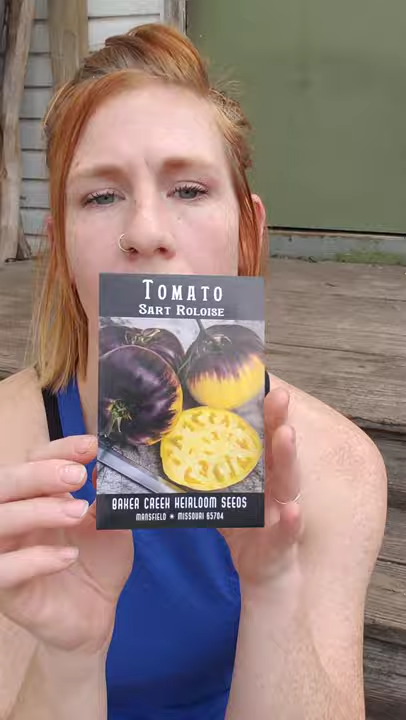 Tomato
Sart Roloise
Baker Creek Heirloom Seeds
Mansfield * Missouri 65704